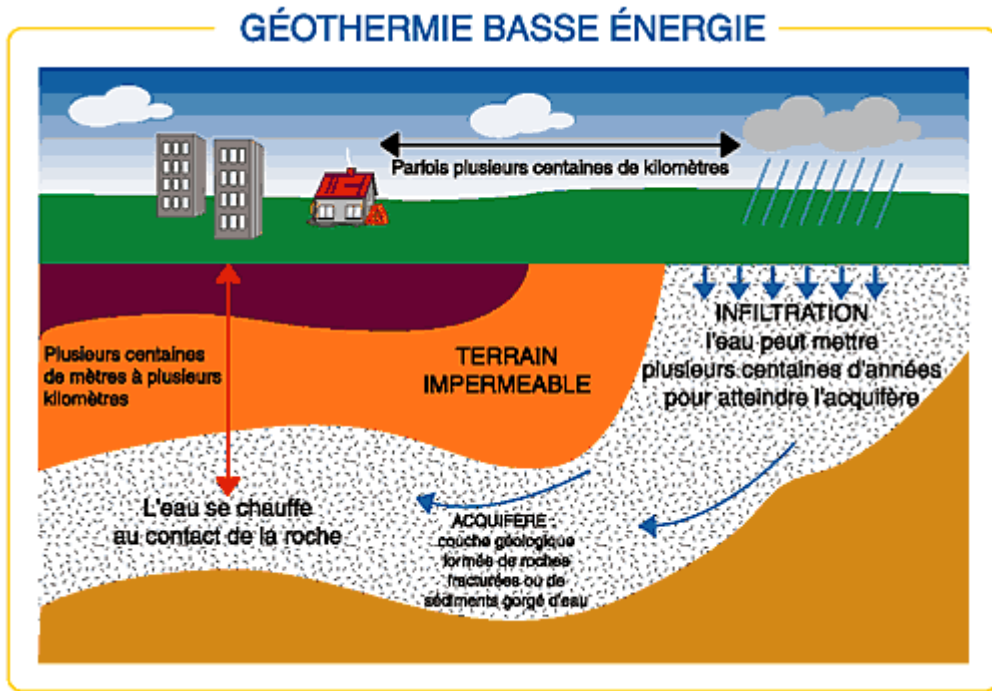 GÉOTHERMIE BASSE ÉNERGIE
Parfois plusieurs centaines de kilomètres
INFILTRATION
l'eau peut mettre
plusieurs centaines d'années
pour atteindre l'acquifère
Plusieurs centaines
de mètres à plusieurs
kilomètres
TERRAIN
IMPERMEABLE
L'eau se chauffe
au contact de la roche
ACQUIFÈRE :
couche géologique
formée de roches
fracturées ou de
sédiments gorgé d'eau